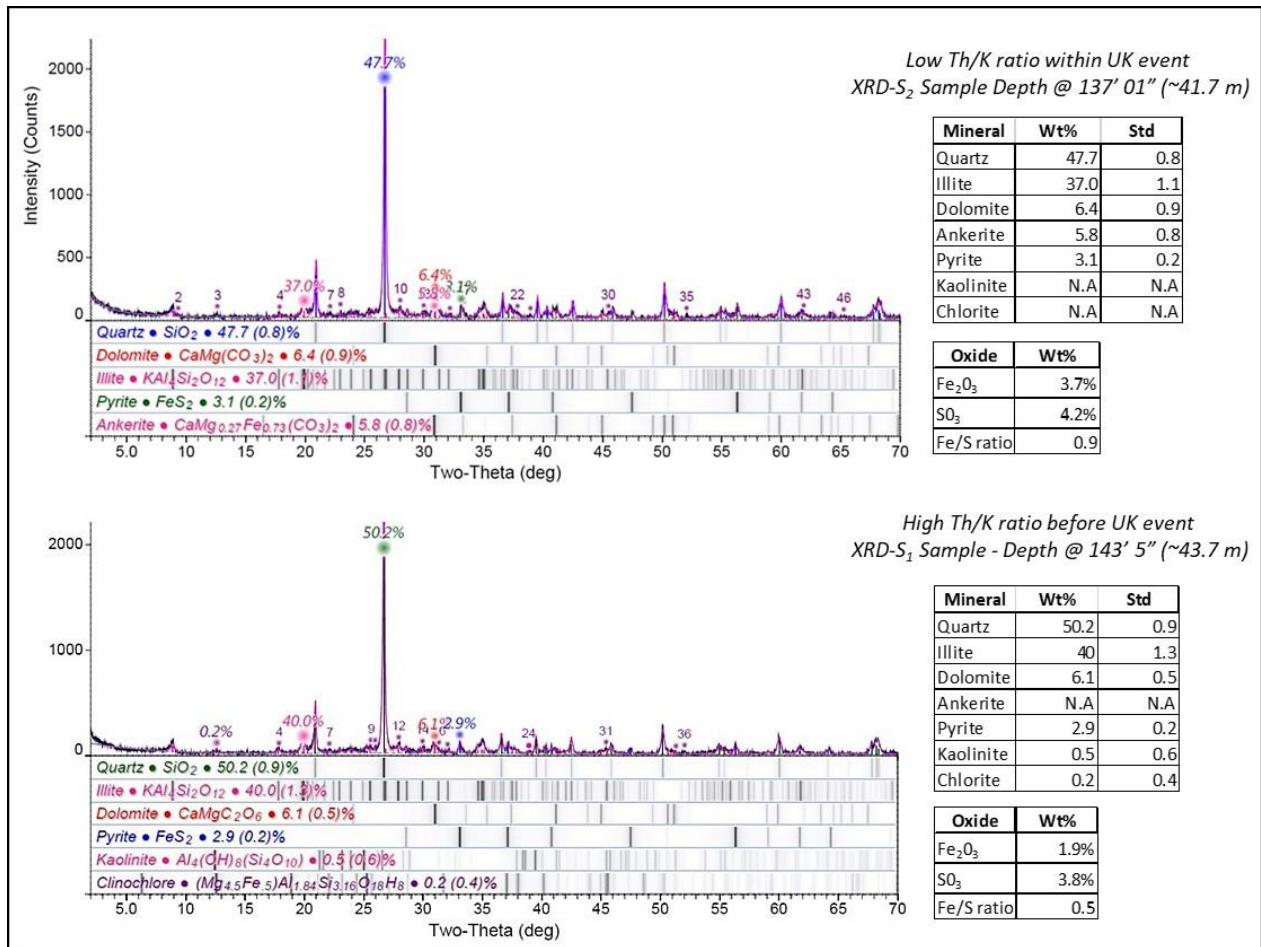 Low Th/K ratio within UK event
XRD-S₂ Sample Depth @ 137' 01" (~41.7 m)
Intensity (Counts)
2000
1500
1000
500
0
47.7%
37.0%
6.4%
3.1%
2
3
4
7
8
10
22
30
35
43
46
Quartz • SiO₂ • 47.7 (0.8)%
Dolomite • CaMg(CO₃)₂ • 6.4 (0.9)%
Illite • KAl₄Si₂O₁₂ • 37.0 (1.1)%
Pyrite • FeS₂ • 3.1 (0.2)%
Ankerite • CaMg₀.₂₇Fe₀.₇₃(CO₃)₂ • 5.8 (0.8)%
5.0 10 15 20 25 30 35 40 45 50 55 60 65 70
Two-Theta (deg)
Mineral Wt% Std
Quartz 47.7 0.8
Illite 37.0 1.1
Dolomite 6.4 0.9
Ankerite 5.8 0.8
Pyrite 3.1 0.2
Kaolinite N.A N.A
Chlorite N.A N.A
Oxide Wt%
Fe₂0₃ 3.7%
S0₃ 4.2%
Fe/S ratio 0.9
High Th/K ratio before UK event
XRD-S₁ Sample - Depth @ 143' 5" (~43.7 m)
2000
1000
0
50.2%
0.2%
40.0%
6.1%
2.9%
4
7
9
12
24
31
36
Quartz • SiO₂ • 50.2 (0.9)%
Illite • KAl₄Si₂O₁₂ • 40.0 (1.3)%
Dolomite • CaMgC₂O₆ • 6.1 (0.5)%
Pyrite • FeS₂ • 2.9 (0.2)%
Kaolinite • Al₄(OH)₈(Si₄O₁₀) • 0.5 (0.6)%
Clinochlore • (Mg₄.₅Fe.₅)Al₁.₈₄Si₃.₁₆O₁₈H₈ • 0.2 (0.4)%
5.0 10 15 20 25 30 35 40 45 50 55 60 65 70
Two-Theta (deg)
Mineral Wt% Std
Quartz 50.2 0.9
Illite 40 1.3
Dolomite 6.1 0.5
Ankerite N.A N.A
Pyrite 2.9 0.2
Kaolinite 0.5 0.6
Chlorite 0.2 0.4
Oxide Wt%
Fe₂0₃ 1.9%
S0₃ 3.8%
Fe/S ratio 0.5